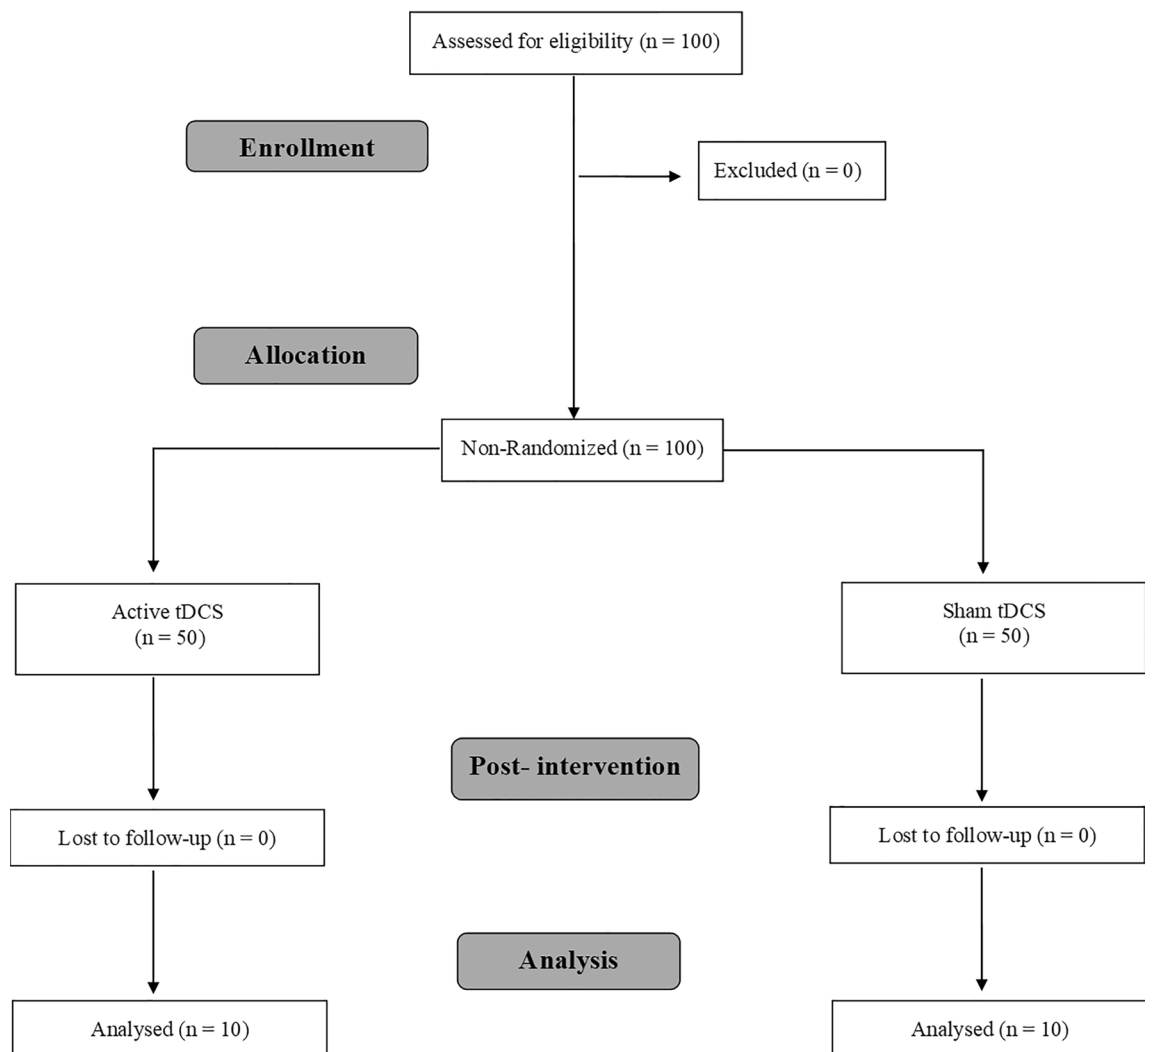 Assessed for eligibility (n = 100)
Enrollment
Excluded (n = 0)
Allocation
Non-Randomized (n = 100)
Active tDCS
(n = 50)
Sham tDCS
(n = 50)
Post- intervention
Lost to follow-up (n = 0)
Lost to follow-up (n = 0)
Analysis
Analysed (n = 10)
Analysed (n = 10)